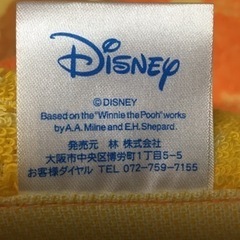 Disney
© DISNEY
Based on the "Winnie the Pooh" works
by A.A. Milne and E.H. Shepard.
発売元 林 株式会社
大阪市中央区博労町1丁目5-5
お客様ダイヤル TEL 072-759-7155